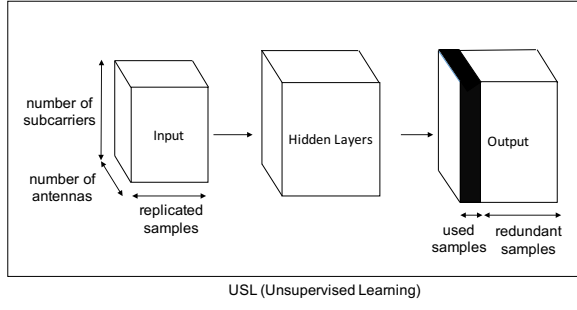 number of
subcarriers
Input
Hidden Layers
Output
number of
antennas
replicated
samples
used
samples
redundant
samples
USL (Unsupervised Learning)